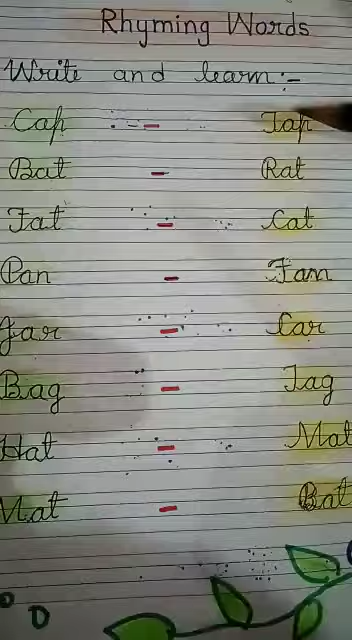 Rhyming Words
Write and learn:-
Cap - Tap
Bat - Rat
Fat - Cat
Pan - Fan
Jar - Car
Bag - Tag
Hat - Mat
Mat - Bat